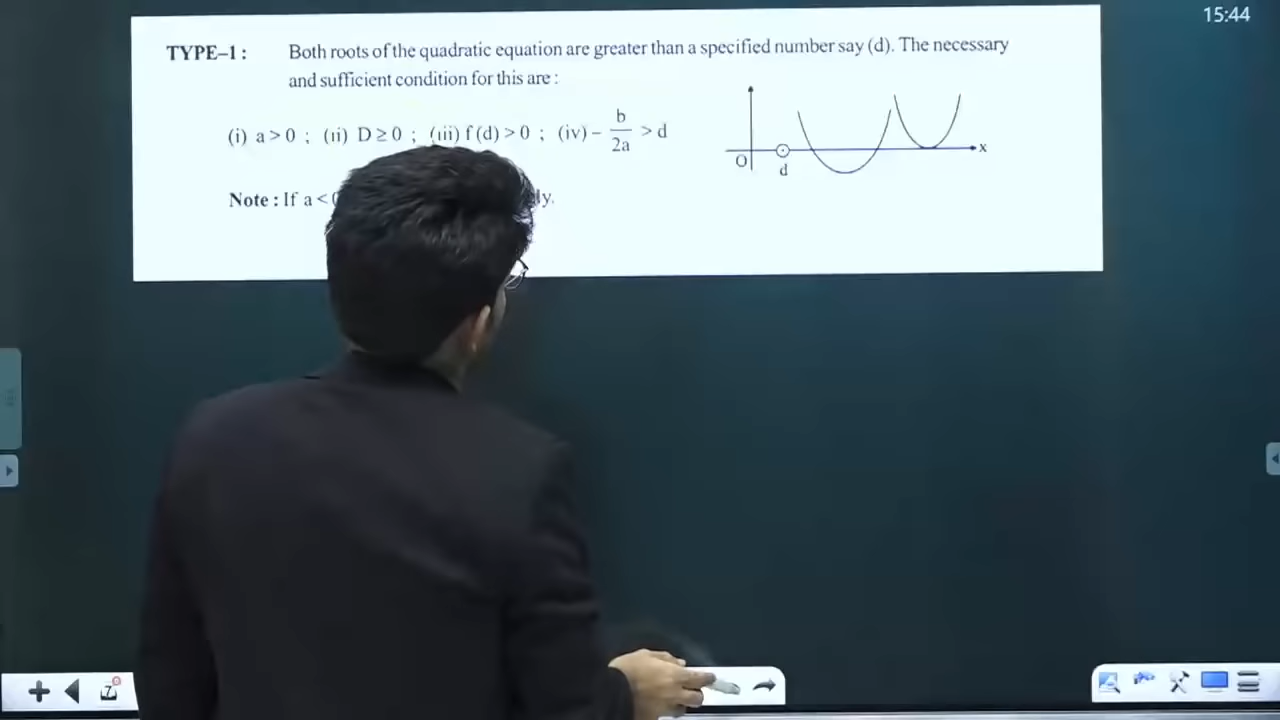 15:44
TYPE–1 : Both roots of the quadratic equation are greater than a specified number say (d). The necessary
and sufficient condition for this are :
(i) a > 0 ; (ii) D ≥ 0 ; (iii) f (d) > 0 ; (iv) – b/2a > d
O d x
Note : If a <
7